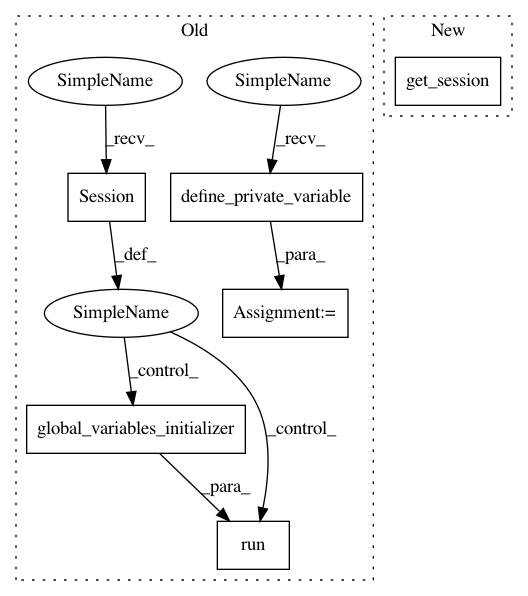 Old
New
SimpleName
SimpleName
get_session
_recv_
_recv_
Session
define_private_variable
_def_
_para_
SimpleName
Assignment:=
_control_
_control_
global_variables_initializer
_para_
run